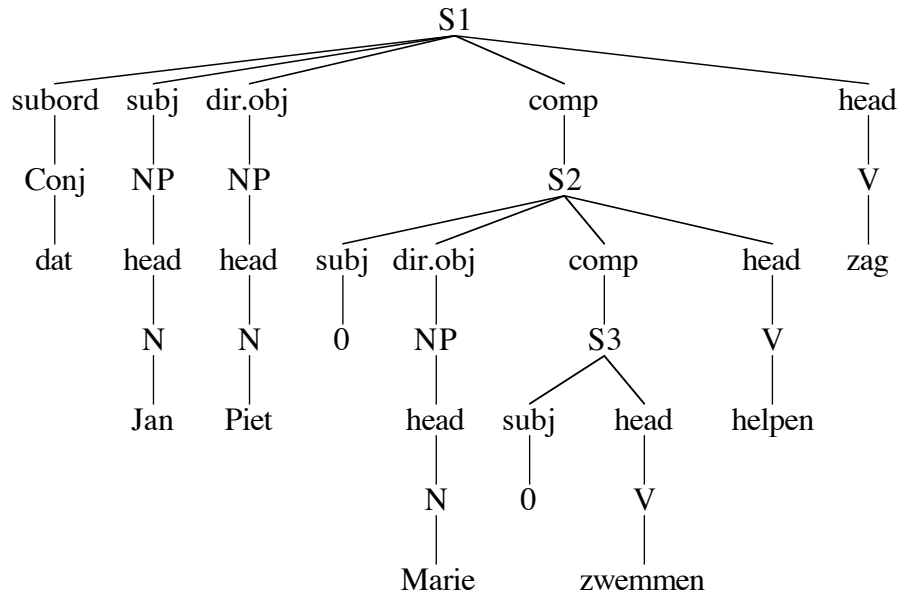 S1
subord subj dir.obj comp head
Conj NP NP S2 V
dat head head subj dir.obj comp head zag
N N 0 NP S3 V
Jan Piet head subj head helpen
N 0 V
Marie zwemmen